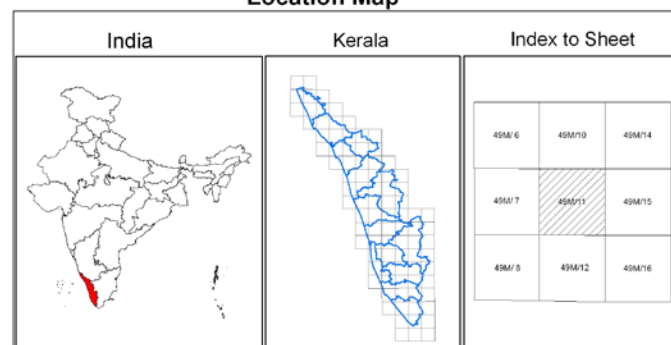 Location Map
India
Kerala
Index to Sheet
49M/ 6
49M/10
49M/14
49M/ 7
49M/11
49M/15
49M/ 8
49M/12
49M/16